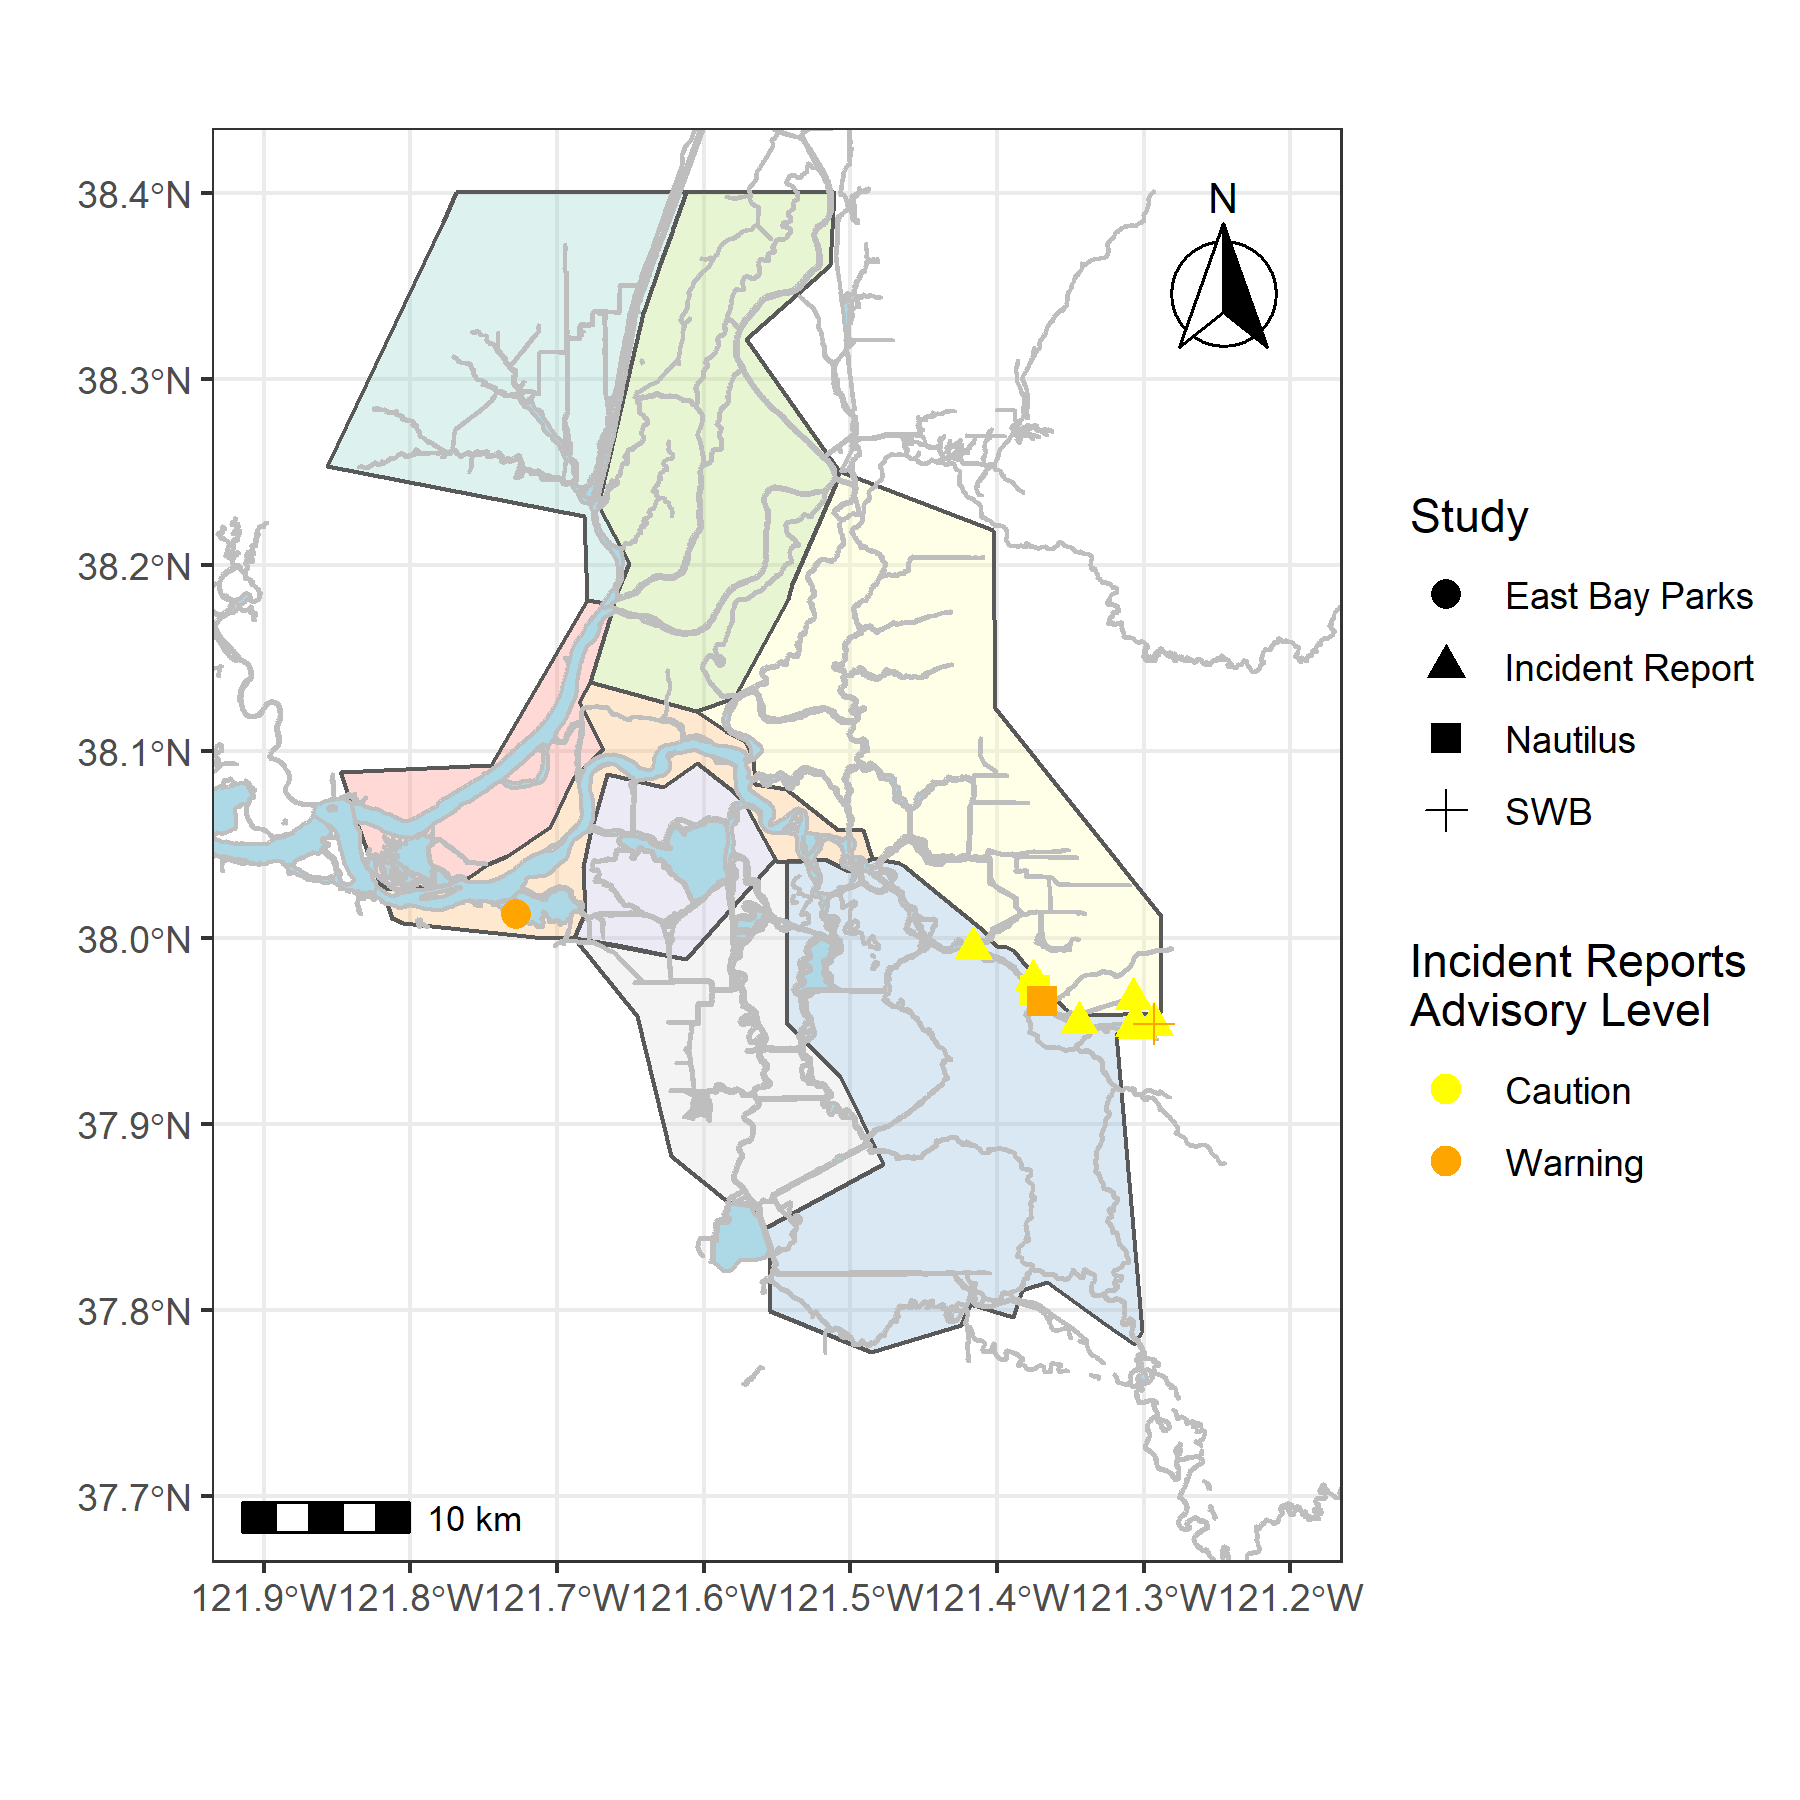 38.4°N
38.3°N
38.2°N
38.1°N
38.0°N
37.9°N
37.8°N
37.7°N
N
10 km
121.9°W
121.8°W
121.7°W
121.6°W
121.5°W
121.4°W
121.3°W
121.2°W
Study
East Bay Parks
Incident Report
Nautilus
SWB
Incident Reports
Advisory Level
Caution
Warning